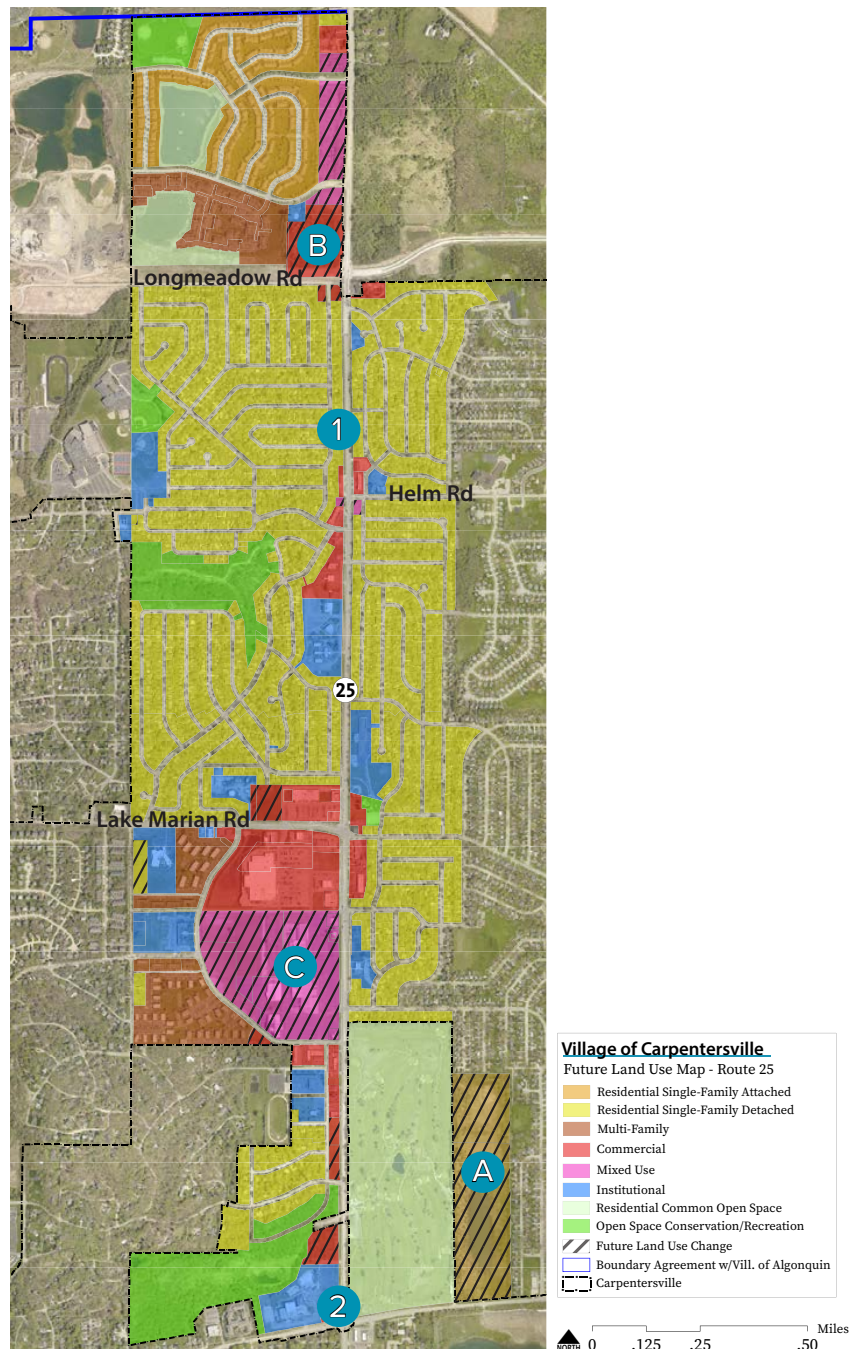 B
Longmeadow Rd
1
Helm Rd
25
Lake Marian Rd
C
A
2
Village of Carpentersville
Future Land Use Map - Route 25
Residential Single-Family Attached
Residential Single-Family Detached
Multi-Family
Commercial
Mixed Use
Institutional
Residential Common Open Space
Open Space Conservation/Recreation
Future Land Use Change
Boundary Agreement w/Vill. of Algonquin
Carpentersville
Miles
NORTH 0 .125 .25 .50